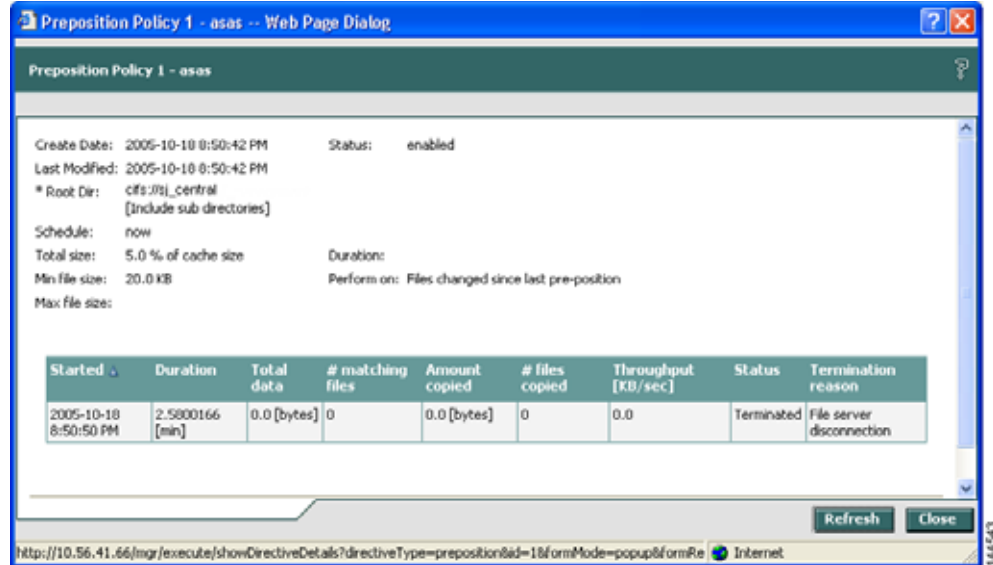 Preposition Policy 1 - asas -- Web Page Dialog
Preposition Policy 1 - asas
Create Date: 2005-10-18 8:50:42 PM Status: enabled
Last Modified: 2005-10-18 8:50:42 PM
* Root Dir: cifs://sj_central
[Include sub directories]
Schedule: now
Total size: 5.0 % of cache size Duration:
Min file size: 20.0 KB Perform on: Files changed since last pre-position
Max file size:
Started Duration Total data # matching files Amount copied # files copied Throughput [KB/sec] Status Termination reason
2005-10-18 8:50:50 PM 2.5800166 [min] 0.0 [bytes] 0 0.0 [bytes] 0 0.0 Terminated File server disconnection
Refresh Close
http://10.56.41.66/mgr/execute/showDirectiveDetails?directiveType=preposition&id=1&formMode=popup&formRe Internet